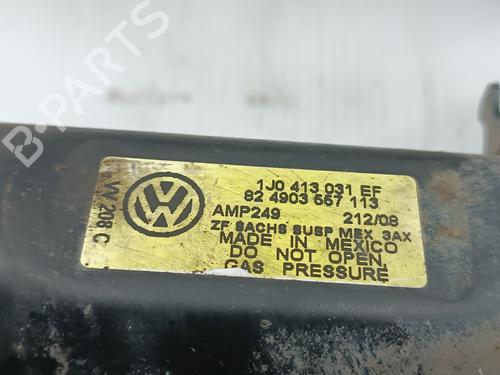 B-PARTS
VW 208 C
1J0 413 031 EF
82 4903 557 113
AMP249 212/08
ZF SACHS SUSP MEX 3AX
MADE IN MEXICO
DO NOT OPEN
GAS PRESSURE